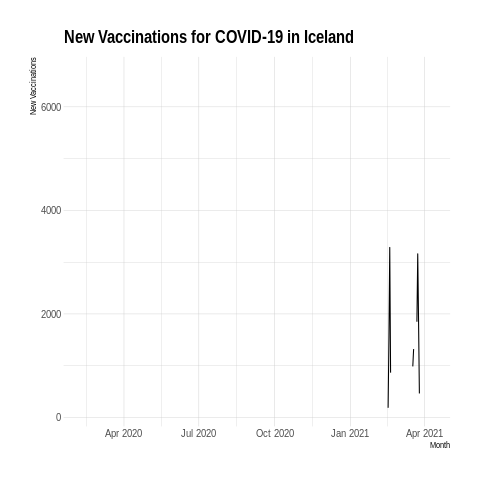 New Vaccinations for COVID-19 in Iceland
New Vaccinations
6000
4000
2000
0
Apr 2020 Jul 2020 Oct 2020 Jan 2021 Apr 2021
Month